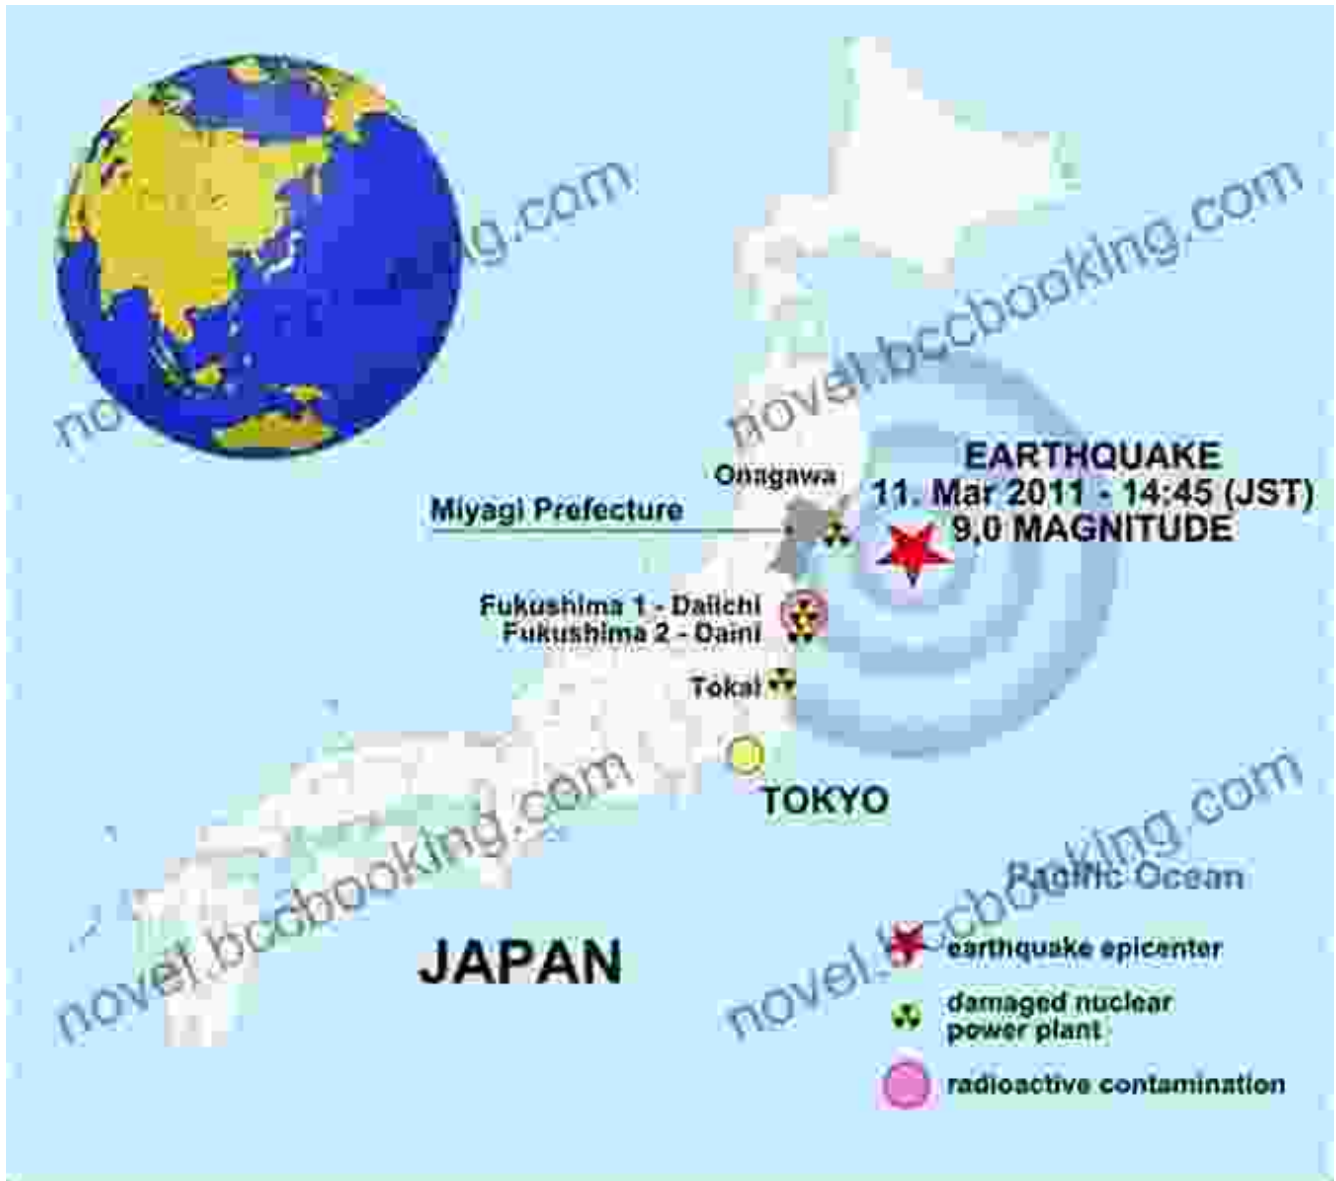 novel.bccbooking.com
Onagawa
EARTHQUAKE
11. Mar 2011 - 14:45 (JST)
9,0 MAGNITUDE
Miyagi Prefecture
Fukushima 1 - Daiichi
Fukushima 2 - Daini
Tokai
TOKYO
Pacific Ocean
JAPAN
earthquake epicenter
damaged nuclear
power plant
radioactive contamination
novel.bccbooking.com
novel.bccbooking.com